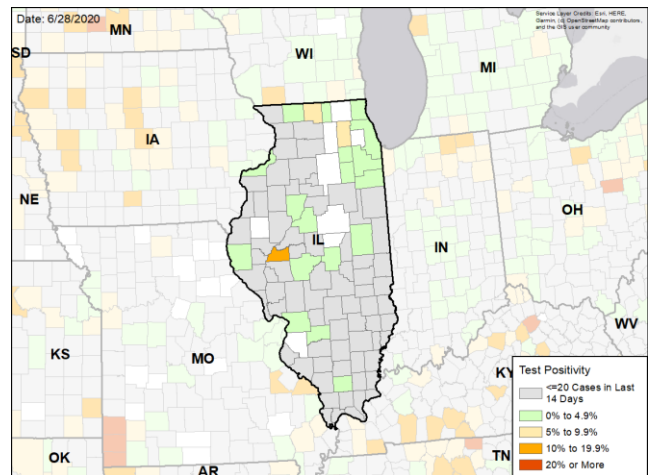 Date: 6/28/2020
Service Layer Credits: Esri, HERE,
Garmin, (c) OpenStreetMap contributors,
and the GIS user community
MN
SD
WI
MI
IA
NE
OH
IL
IN
WV
KS
MO
KY
OK
AR
TN
Test Positivity
<=20 Cases in Last
14 Days
0% to 4.9%
5% to 9.9%
10% to 19.9%
20% or More